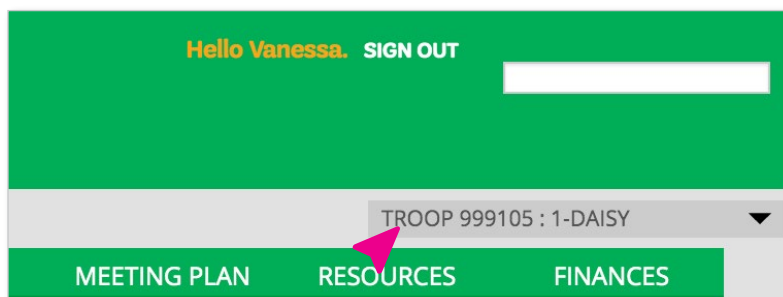 Hello Vanessa. SIGN OUT
TROOP 999105 : 1-DAISY
MEETING PLAN RESOURCES FINANCES